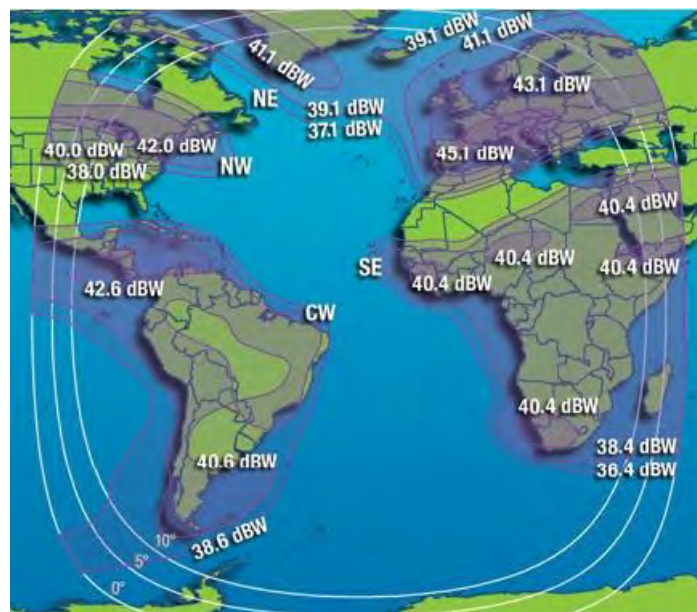 39.1 dBW
41.1 dBW
41.1 dBW
43.1 dBW
NE
39.1 dBW
37.1 dBW
40.0 dBW
42.0 dBW
38.0 dBW
NW
45.1 dBW
40.4 dBW
SE
40.4 dBW
40.4 dBW
40.4 dBW
42.6 dBW
CW
40.4 dBW
38.4 dBW
36.4 dBW
40.6 dBW
38.6 dBW
10°
5°
0°